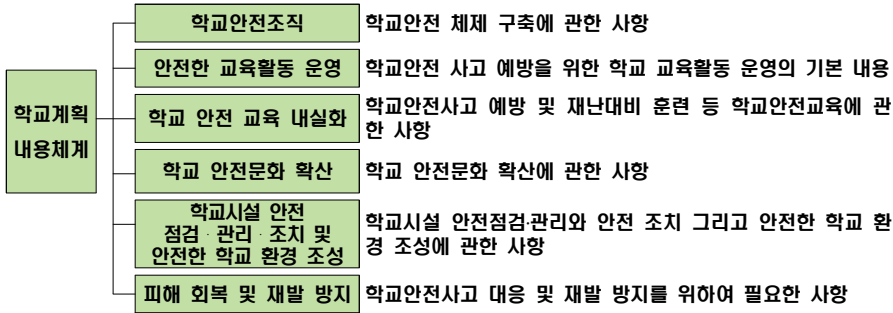 학교계획
내용체계
학교안전조직
학교안전 체제 구축에 관한 사항
안전한 교육활동 운영
학교안전 사고 예방을 위한 학교 교육활동 운영의 기본 내용
학교 안전 교육 내실화
학교안전사고 예방 및 재난대비 훈련 등 학교안전교육에 관
한 사항
학교 안전문화 확산
학교 안전문화 확산에 관한 사항
학교시설 안전
점검 · 관리 · 조치 및
안전한 학교 환경 조성
학교시설 안전점검·관리와 안전 조치 그리고 안전한 학교 환
경 조성에 관한 사항
피해 회복 및 재발 방지
학교안전사고 대응 및 재발 방지를 위하여 필요한 사항